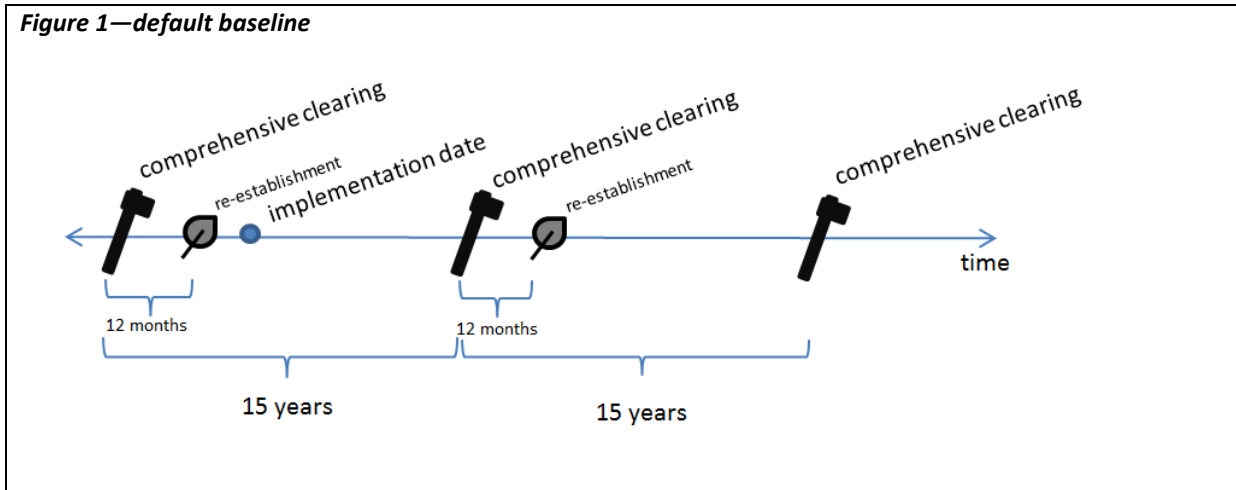 Figure 1—default baseline
comprehensive clearing
re-establishment
implementation date
comprehensive clearing
re-establishment
comprehensive clearing
time
12 months
12 months
15 years
15 years